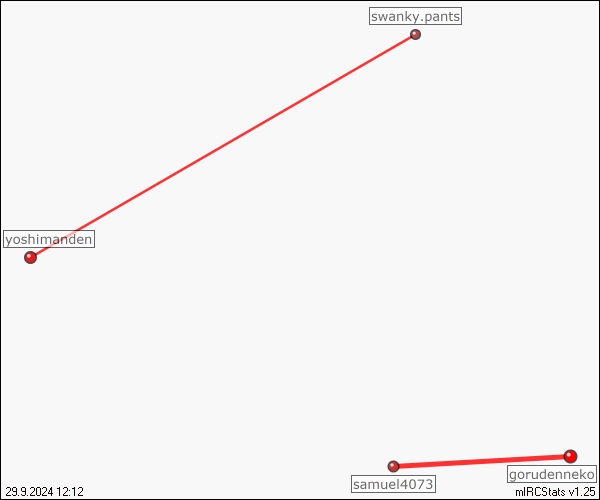 swanky.pants
yoshimanden
gorudenneko
samuel4073
29.9.2024 12:12
mIRCStats v1.25